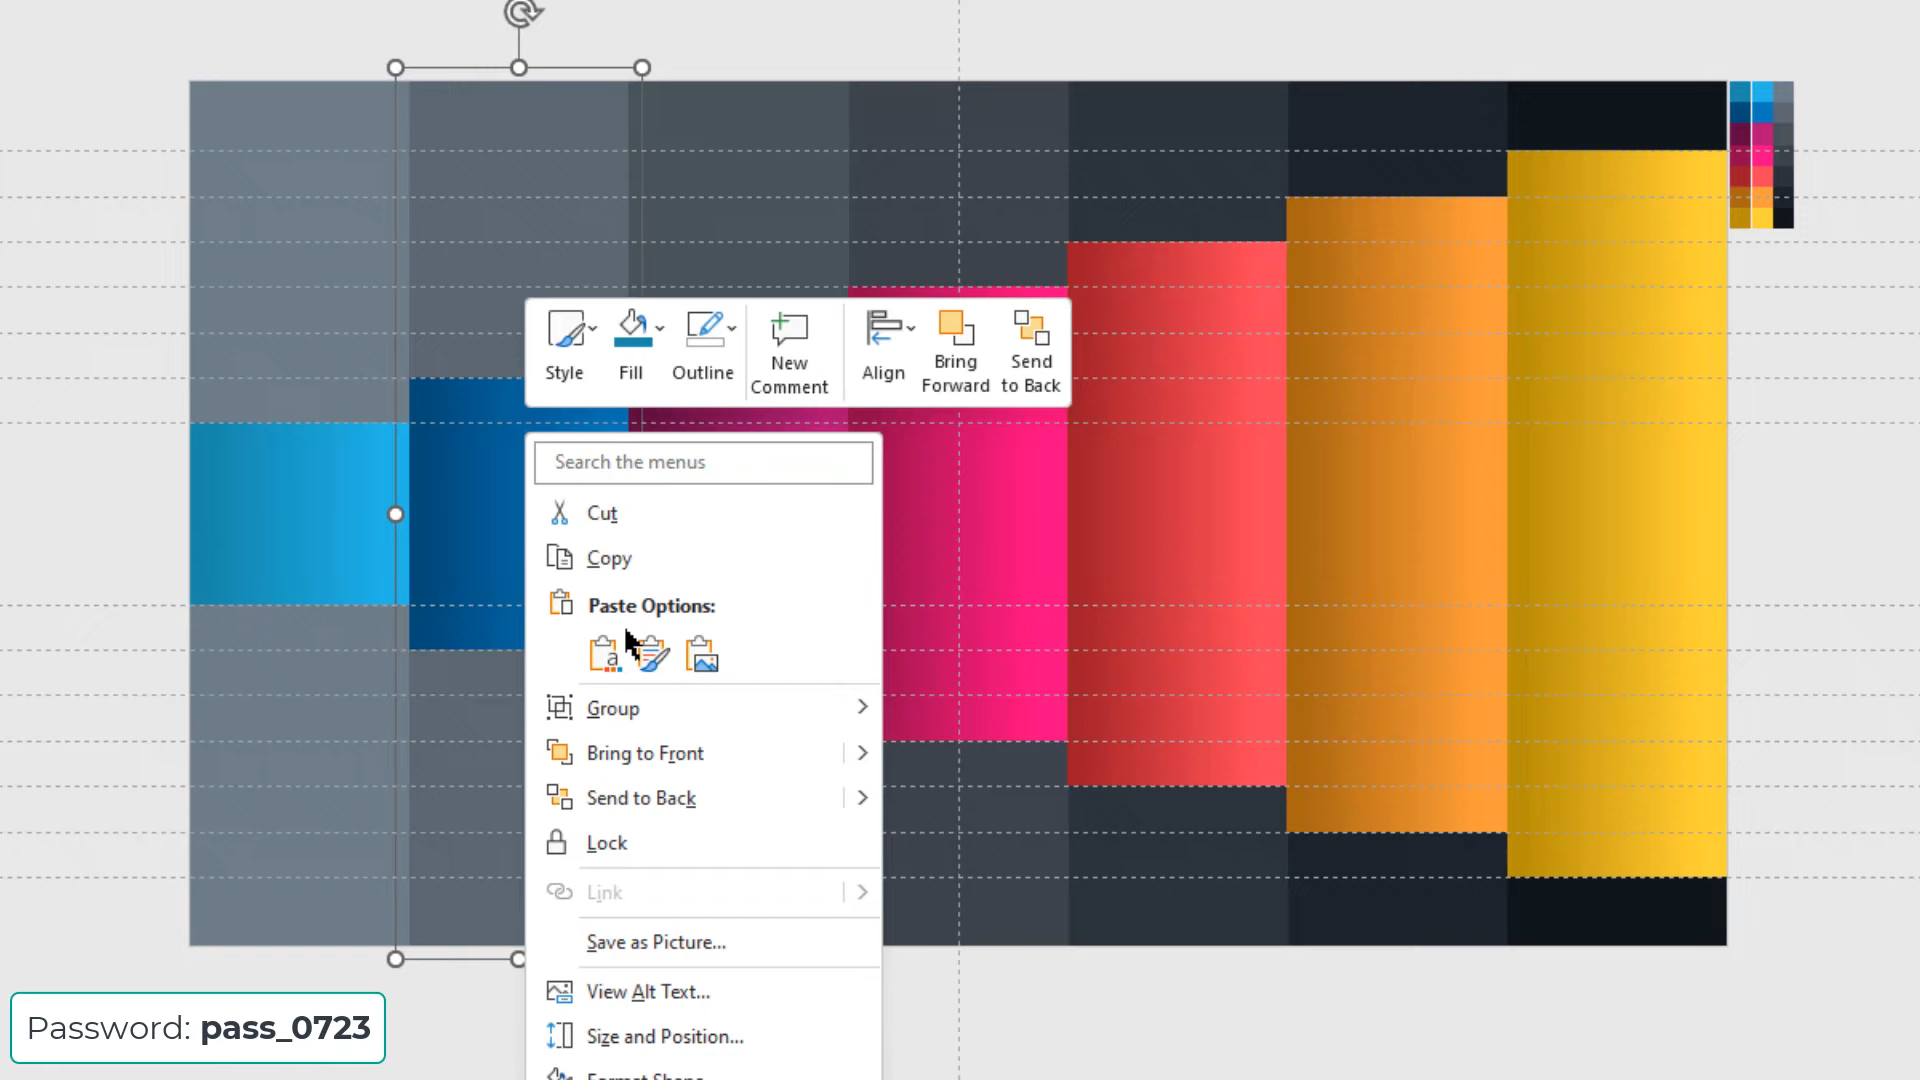 Style
Fill
Outline
New
Comment
Align
Bring
Forward
Send
to Back
Search the menus
Cut
Copy
Paste Options:
Group
Bring to Front
Send to Back
Lock
Link
Save as Picture...
View Alt Text...
Size and Position...
Format Shape
Password: pass_0723